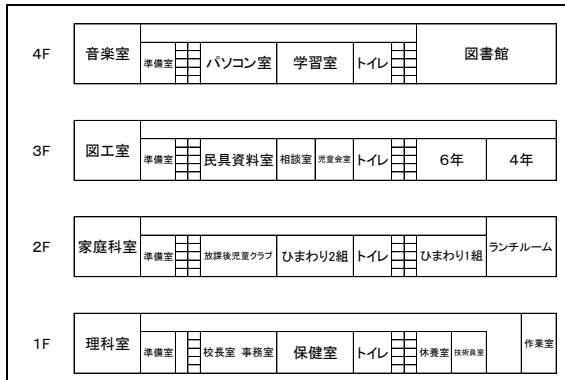 4F 音楽室 準備室 パソコン室 学習室 トイレ 図書館
3F 図工室 準備室 民具資料室 相談室 児童会室 トイレ 6年 4年
2F 家庭科室 準備室 放課後児童クラブ ひまわり2組 トイレ ひまわり1組 ランチルーム
1F 理科室 準備室 校長室 事務室 保健室 トイレ 休養室 技術員室 作業室